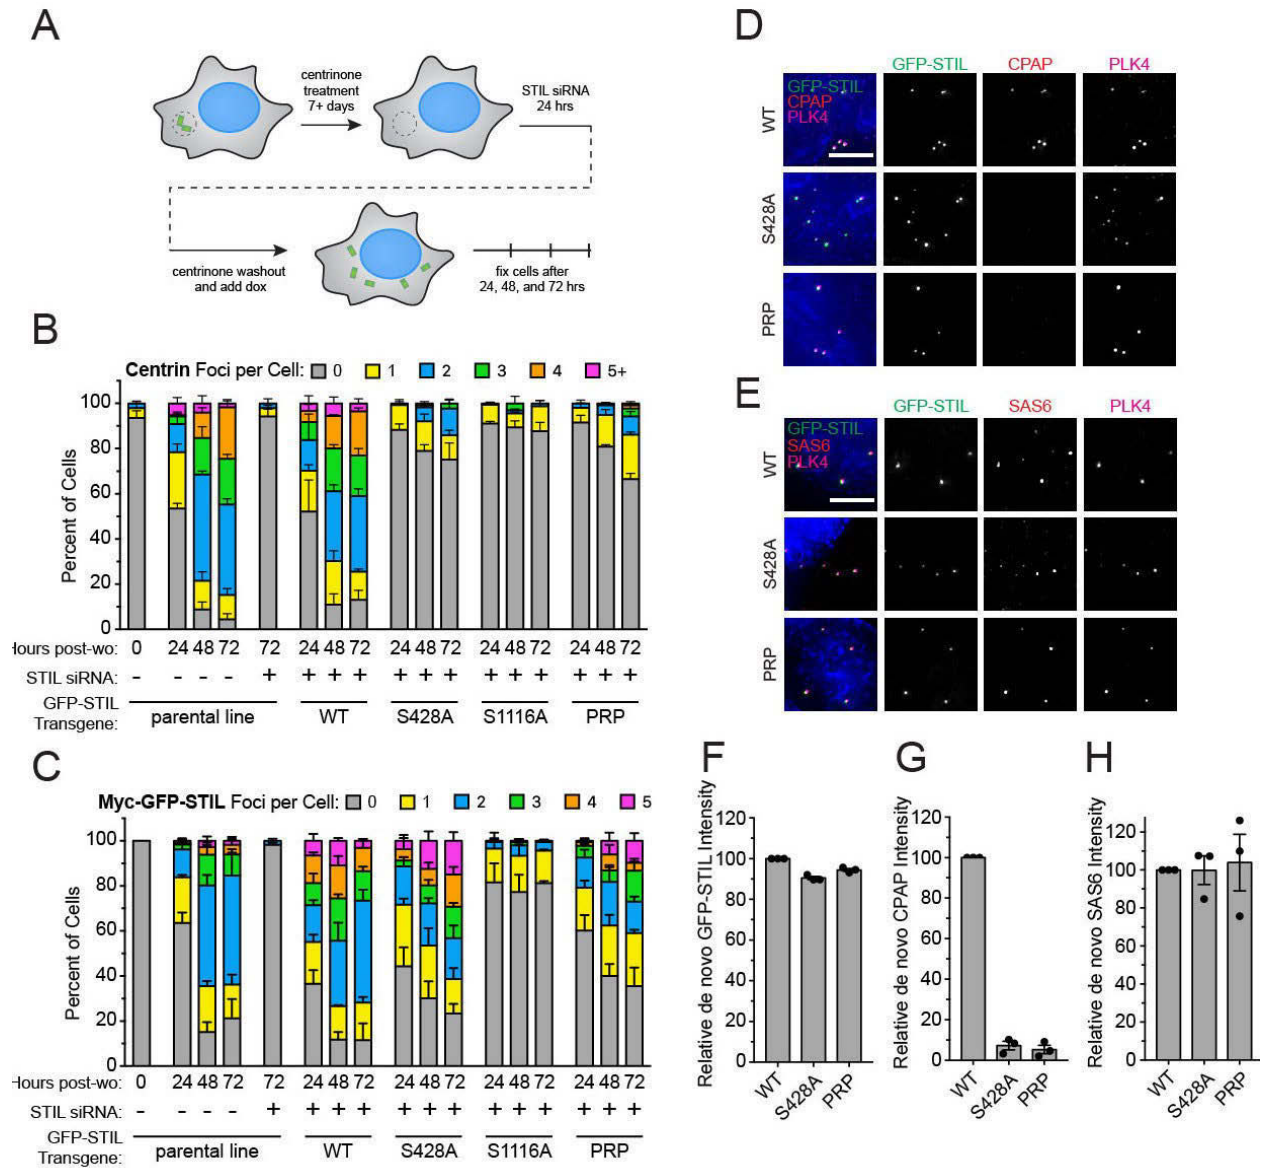 A
centrinone
treatment
7+ days
STIL siRNA
24 hrs
centrinone washout
and add dox
fix cells after
24, 48, and 72 hrs
B
Centrin Foci per Cell: 0 1 2 3 4 5+
Percent of Cells
100
80
60
40
20
0
Hours post-wo: 0 24 48 72 72 24 48 72 24 48 72 24 48 72 24 48 72
STIL siRNA: - - - - + + + + + + + + + + + + +
GFP-STIL
Transgene:
parental line WT S428A S1116A PRP
C
Myc-GFP-STIL Foci per Cell: 0 1 2 3 4 5
Percent of Cells
100
80
60
40
20
0
Hours post-wo: 0 24 48 72 72 24 48 72 24 48 72 24 48 72 24 48 72
STIL siRNA: - - - - + + + + + + + + + + + + +
GFP-STIL
Transgene:
parental line WT S428A S1116A PRP
D
GFP-STIL CPAP PLK4
WT
GFP-STIL
CPAP
PLK4
S428A
PRP
E
GFP-STIL SAS6 PLK4
WT
GFP-STIL
SAS6
PLK4
S428A
PRP
F
Relative de novo GFP-STIL Intensity
120
100
80
60
40
20
0
WT S428A PRP
G
Relative de novo CPAP Intensity
120
100
80
60
40
20
0
WT S428A PRP
H
Relative de novo SAS6 Intensity
120
100
80
60
40
20
0
WT S428A PRP